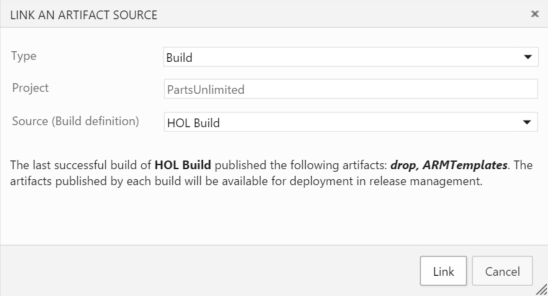 LINK AN ARTIFACT SOURCE
Type Build
Project PartsUnlimited
Source (Build definition) HOL Build
The last successful build of HOL Build published the following artifacts: drop, ARMTemplates. The
artifacts published by each build will be available for deployment in release management.
Link Cancel